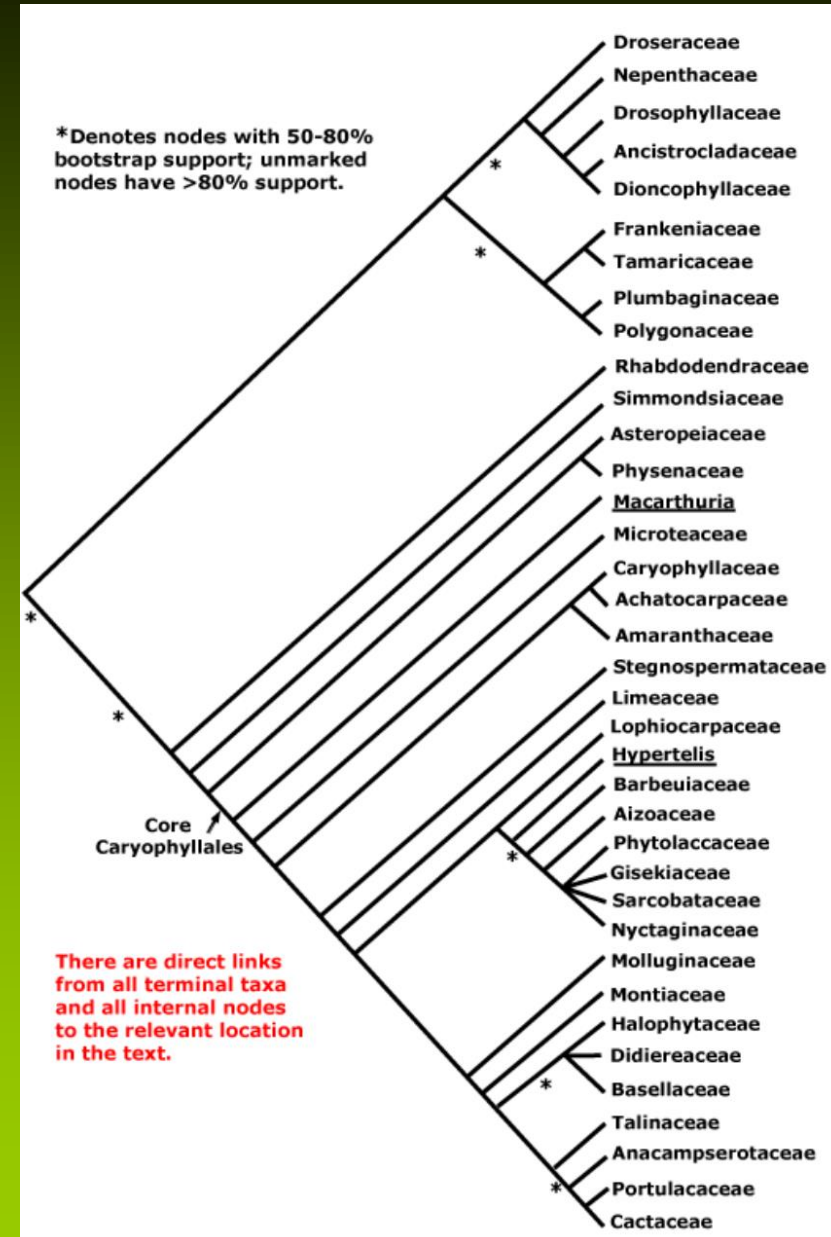 Droseraceae
Nepenthaceae
Drosophyllaceae
Ancistrocladaceae
Dioncophyllaceae
Frankeniaceae
Tamaricaceae
Plumbaginaceae
Polygonaceae
Rhabdodendraceae
Simmondsiaceae
Asteropeiaceae
Physenaceae
Macarthuria
Microteaceae
Caryophyllaceae
Achatocarpaceae
Amaranthaceae
Stegnospermataceae
Limeaceae
Lophiocarpaceae
Hypertelis
Barbeuiaceae
Aizoaceae
Phytolaccaceae
Gisekiaceae
Sarcobataceae
Nyctaginaceae
Molluginaceae
Montiaceae
Halophytaceae
Didiereaceae
Basellaceae
Talinaceae
Anacampserotaceae
Portulacaceae
Cactaceae
*Denotes nodes with 50-80%
bootstrap support; unmarked
nodes have >80% support.
*
*
*
*
Core
Caryophyllales
*
*
*
There are direct links
from all terminal taxa
and all internal nodes
to the relevant location
in the text.